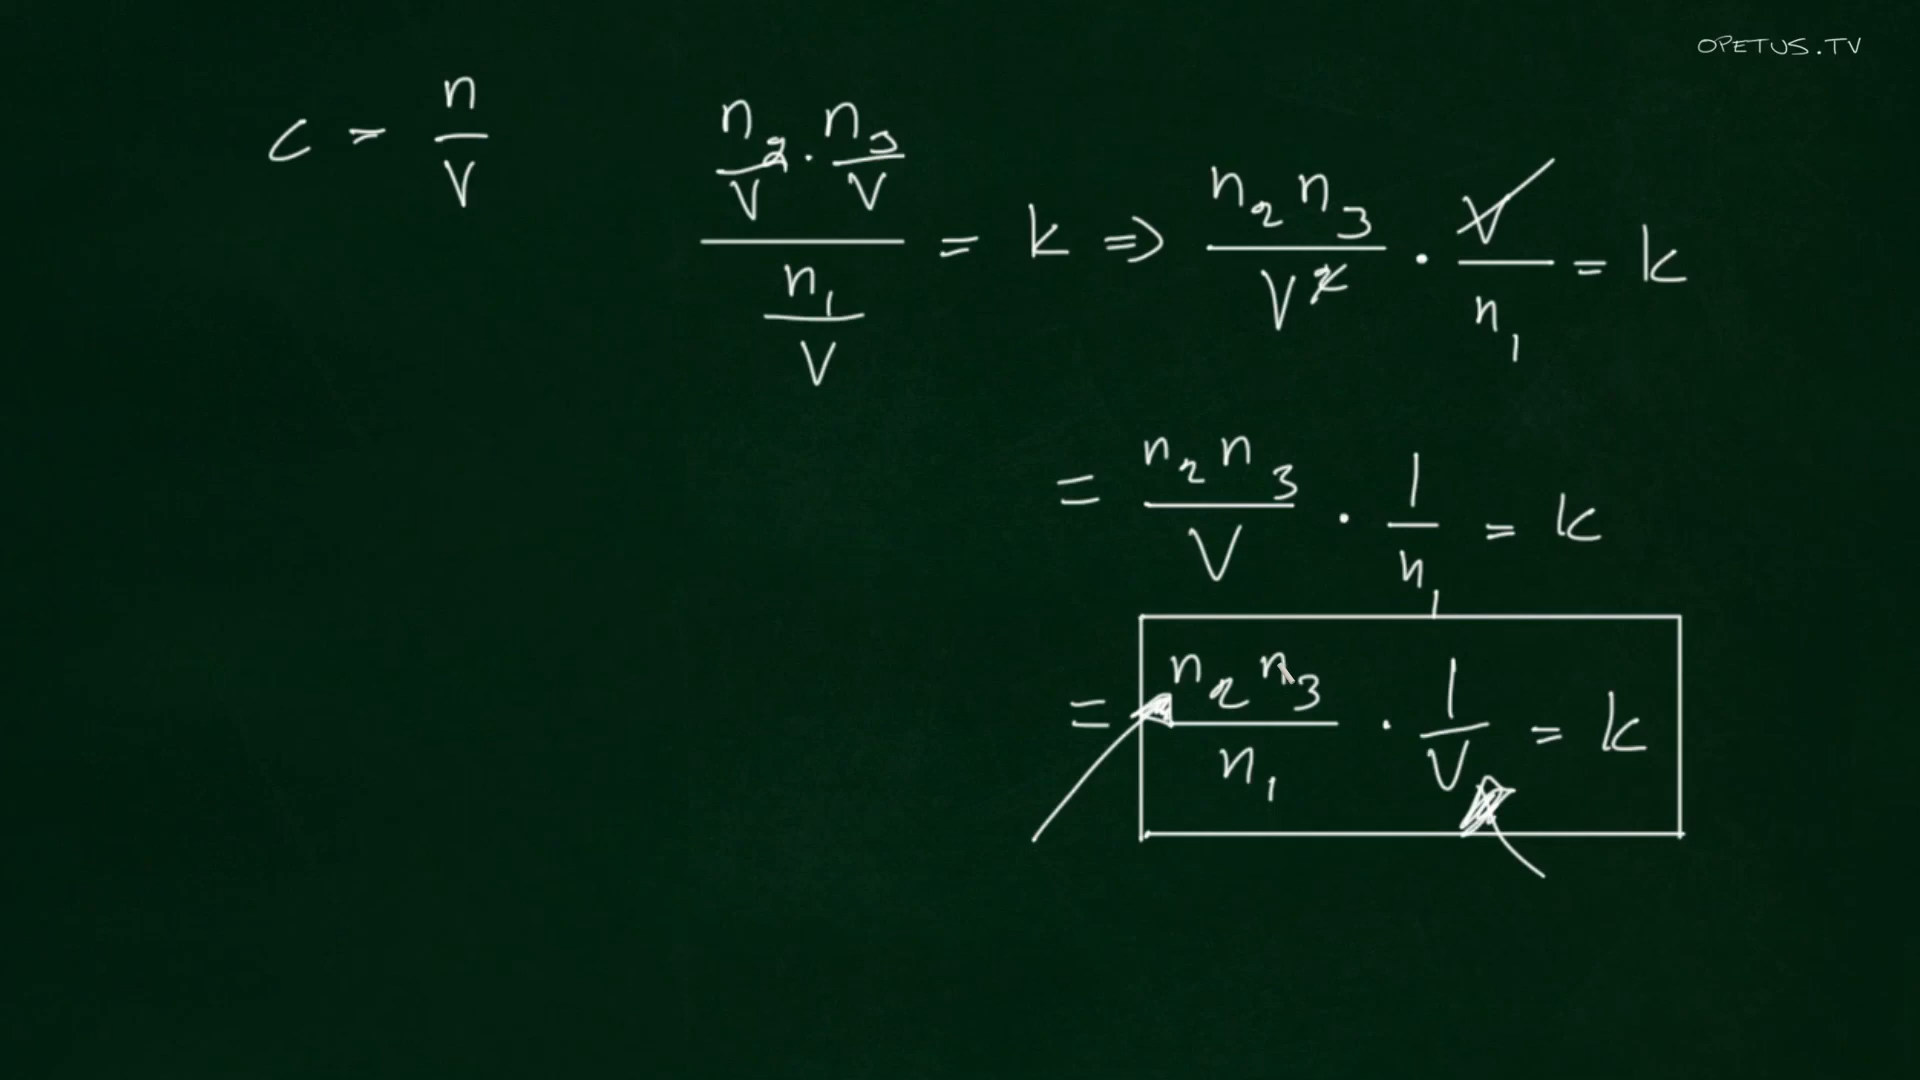 OPETUS.TV
c = n/V
(n₂/V · n₃/V) / (n₁/V) = k ⇒ n₂n₃/V² · V/n₁ = k
= n₂n₃/V · 1/n₁ = k
= n₂n₃/n₁ · 1/V = k